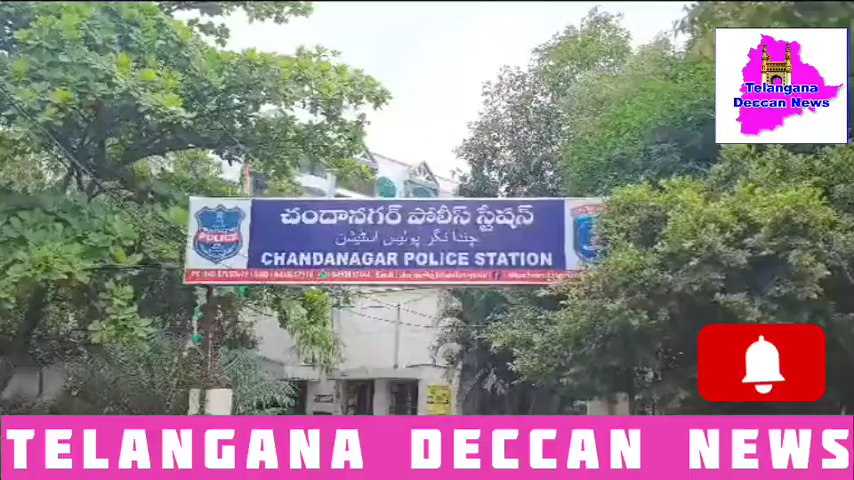 Telangana
Deccan News
చందానగర్ పోలీస్ స్టేషన్
چندا نگر پولیس اسٹیشن
CHANDANAGAR POLICE STATION
POLICE
TELANGANA DECCAN NEWS